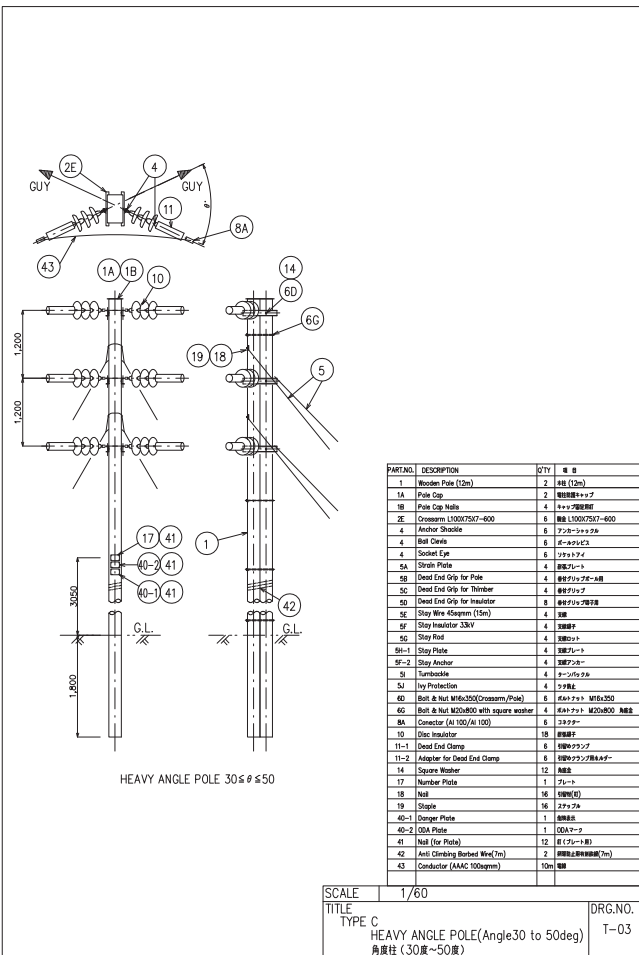 2E
4
GUY
GUY
θ°
11
8A
43
1A 1B 10
14
6D
6G
19 18
5
1,200
1,200
17 41
40-2 41
40-1 41
1
42
3050
G.L. G.L.
1,800
HEAVY ANGLE POLE 30≦θ≦50
PART.NO. DESCRIPTION Q'TY 項目
1 Wooden Pole (12m) 2 木柱 (12m)
1A Pole Cap 2 電柱防護キャップ
1B Pole Cap Nails 4 キャップ固定用釘
2E Crossarm L100X75X7-600 6 腕金 L100X75X7-600
4 Anchor Shackle 6 アンカーシャックル
4 Ball Clevis 6 ボールクレビス
4 Socket Eye 6 ソケットアイ
5A Strain Plate 4 プレート
5B Dead End Grip for Pole 4 巻付グリップポール用
5C Dead End Grip for Thimber 4 巻付グリップ
5D Dead End Grip for Insulator 8 巻付グリップ碍子用
5E Stay Wire 45sqmm (15m) 4 支線
5F Stay Insulator 33kV 4 支線碍子
5G Stay Rod 4 支線ロット
5H-1 Stay Plate 4 支線プレート
5F-2 Stay Anchor 4 支線アンカー
5I Turnbackle 4 ターンバックル
5J Ivy Protection 4 ツタ防止
6D Bolt & Nut M16x350(Crossarm/Pole) 6 ボルトナット M16x350
6G Bolt & Nut M20x800 with square washer 4 ボルトナット M20x800 角座金
8A Conector (Al 100/Al 100) 6 コネクター
10 Disc Insulator 18 碍子
11-1 Dead End Clamp 6 引留めクランプ
11-2 Adapter for Dead End Clamp 6 引留めクランプ用ホルダー
14 Square Washer 12 角座金
17 Number Plate 1 プレート
18 Nail 16
19 Staple 16 ステップル
40-1 Danger Plate 1 危険表示
40-2 ODA Plate 1 ODAマーク
41 Nail (for Plate) 12 釘 (プレート用)
42 Anti Climbing Barbed Wire(7m) 2 (7m)
43 Conductor (AAAC 100sqmm) 10m 電線
SCALE 1/60
TITLE DRG.NO.
TYPE C
HEAVY ANGLE POLE(Angle30 to 50deg) T-03
角度柱 (30度～50度)